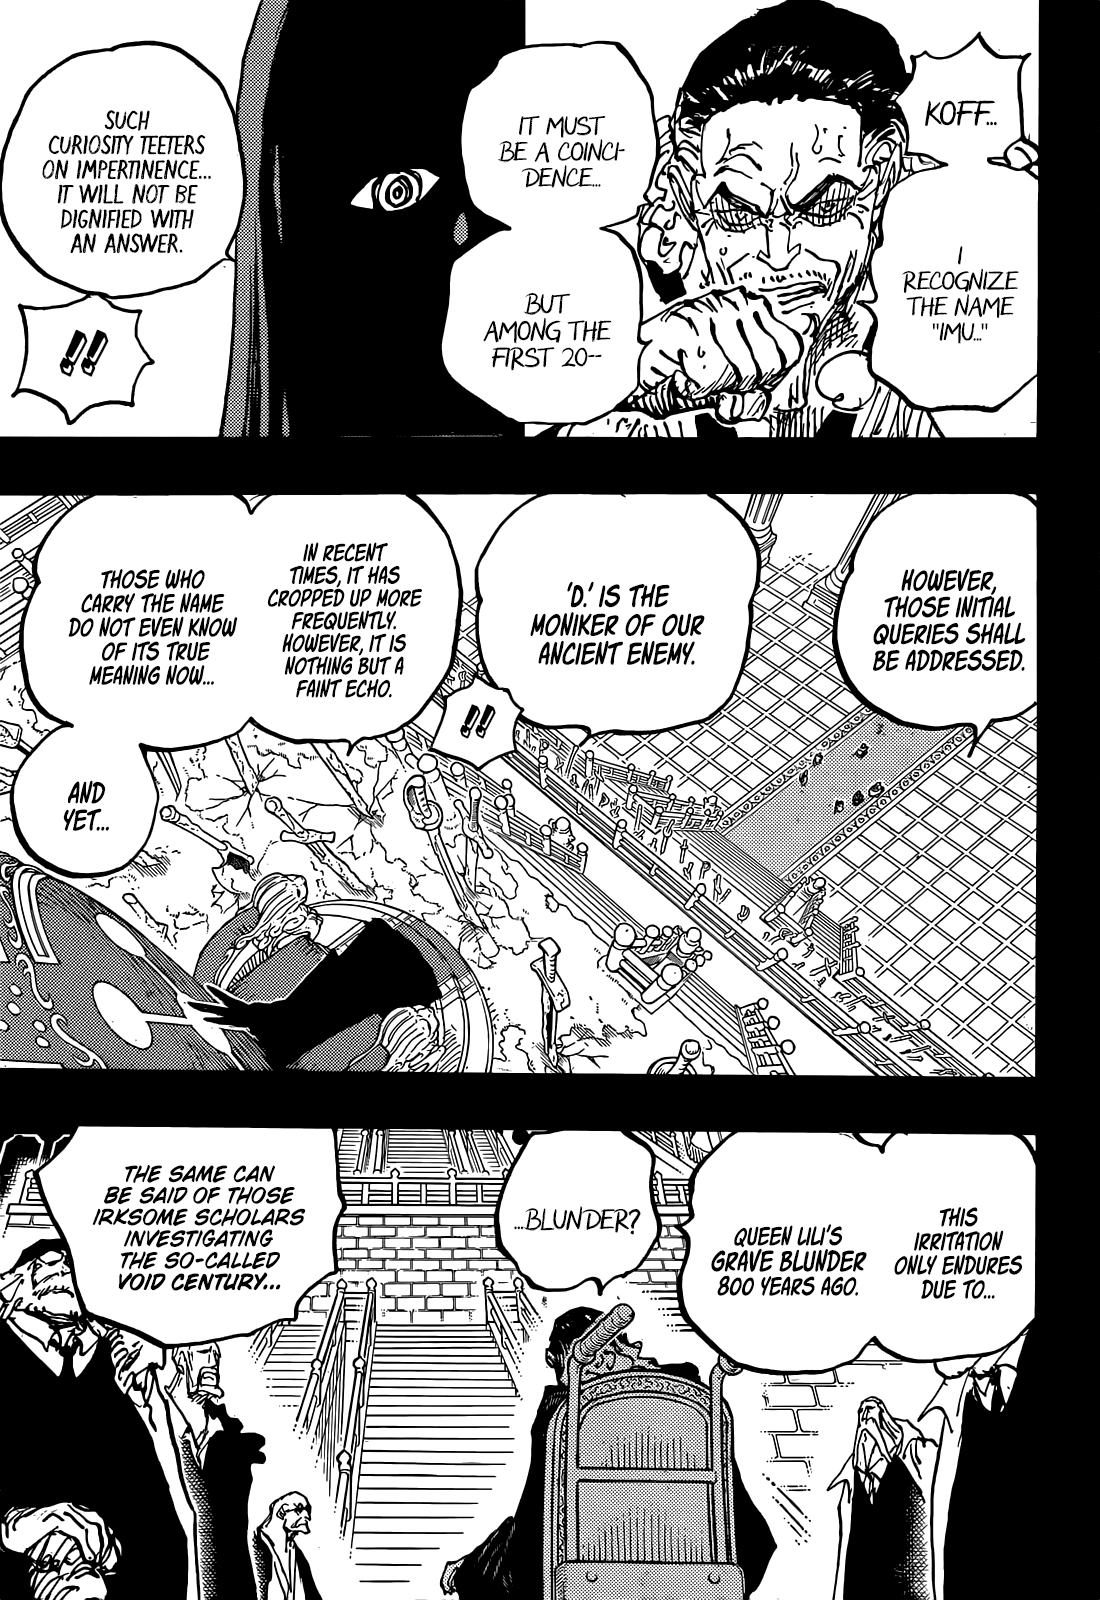 KOFF...
I
RECOGNIZE
THE NAME
"IMU..."
IT MUST
BE A COINCI-
DENCE...
BUT
AMONG THE
FIRST 20--
SUCH
CURIOSITY TEETERS
ON IMPERTINENCE...
IT WILL NOT BE
DIGNIFIED WITH
AN ANSWER.
!!
HOWEVER,
THOSE INITIAL
QUERIES SHALL
BE ADDRESSED.
'D.' IS THE
MONIKER OF OUR
ANCIENT ENEMY.
!!
IN RECENT
TIMES, IT HAS
CROPPED UP MORE
FREQUENTLY.
HOWEVER, IT IS
NOTHING BUT A
FAINT ECHO.
THOSE WHO
CARRY THE NAME
DO NOT EVEN KNOW
OF ITS TRUE
MEANING NOW...
AND
YET...
THIS
IRRITATION
ONLY ENDURES
DUE TO...
QUEEN LILI'S
GRAVE BLUNDER
800 YEARS AGO.
...BLUNDER?
THE SAME CAN
BE SAID OF THOSE
IRKSOME SCHOLARS
INVESTIGATING
THE SO-CALLED
VOID CENTURY...